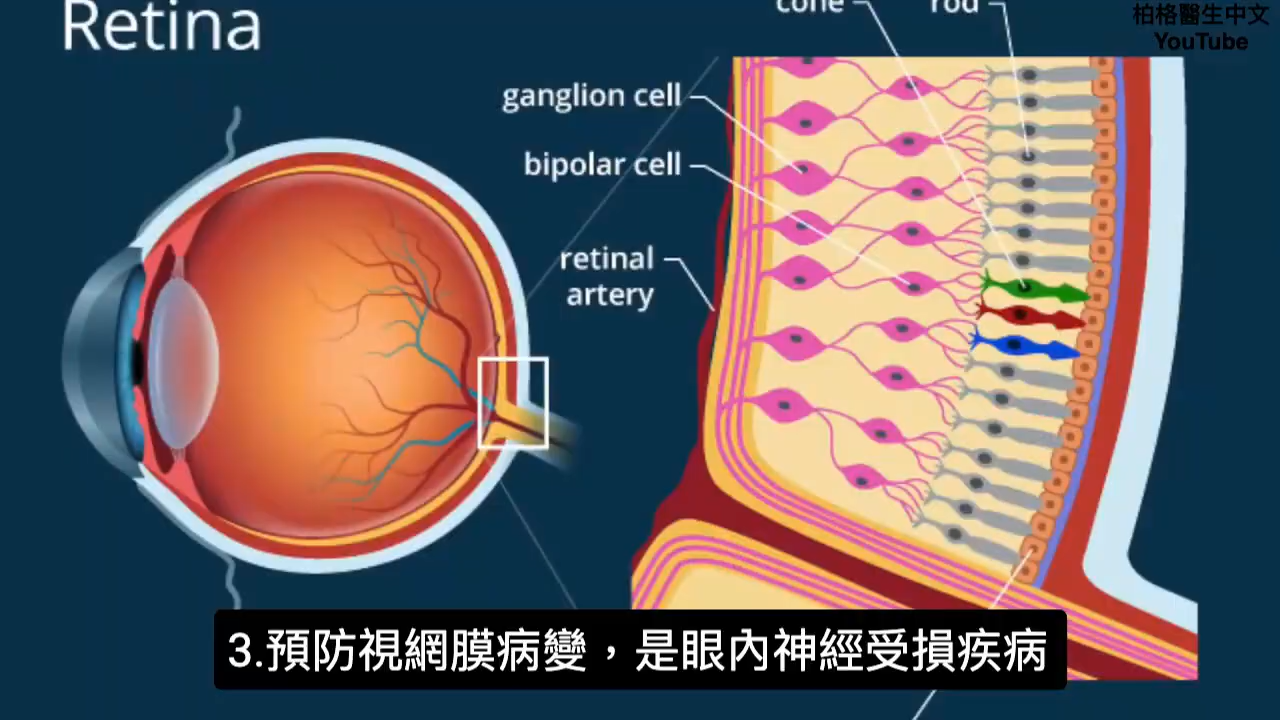 Retina
cone
rod
柏格醫生中文
YouTube
ganglion cell
bipolar cell
retinal
artery
3.預防視網膜病變，是眼內神經受損疾病